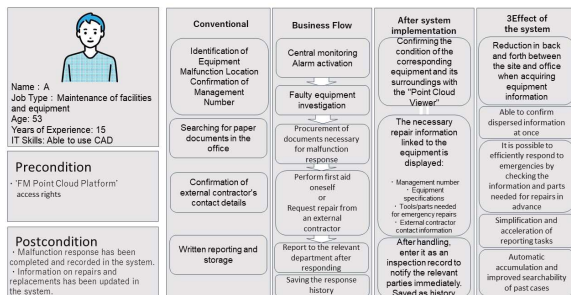 Name：A
Job Type：Maintenance of facilities
and equipment
Age: 53
Years of Experience: 15
IT Skills: Able to use CAD
Precondition
・'FM Point Cloud Platform'
access rights
Postcondition
・Malfunction response has been
completed and recorded in the system.
・Information on repairs and
replacements has been updated in
the system.
Conventional
Identification of
Equipment
Malfunction Location
Confirmation of
Management
Number
Searching for paper
documents in the
office
Confirmation of
external contractor's
contact details
Written reporting and
storage
Business Flow
Central monitoring
Alarm activation
Faulty equipment
investigation
Procurement of
documents necessary
for malfunction
response
Perform first aid
oneself
or
Request repair from
an external
contractor
Report to the relevant
department after
responding
Saving the response
history
After system
implementation
Confirming the
condition of the
corresponding
equipment and its
surroundings with
the "Point Cloud
Viewer"
The necessary
repair information
linked to the
equipment is
displayed:
・Management number
・Equipment
specifications
・Tools/parts needed
for emergency repairs
・External contractor
contact information
After handling,
enter it as an
inspection record to
notify the relevant
parties immediately.
Saved as history
3Effect of
the system
Reduction in back
and forth between
the site and office
when acquiring
equipment
information
Able to confirm
dispersed information
at once
It is possible to
efficiently respond to
emergencies by
checking the
information and parts
needed for repairs in
advance
Simplification and
acceleration of
reporting tasks
Automatic
accumulation and
improved searchability
of past cases